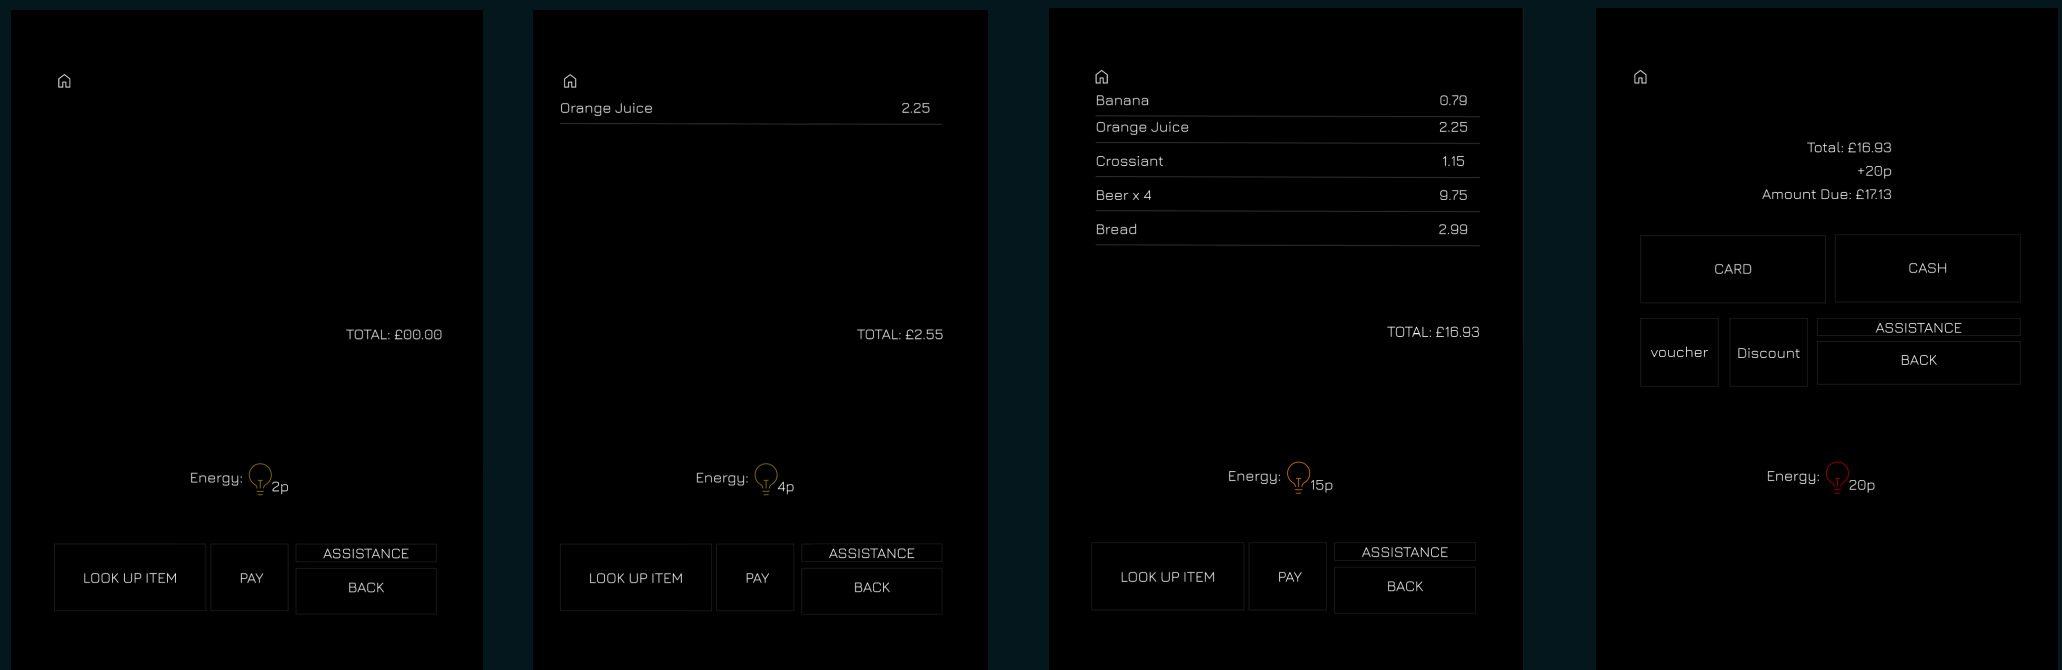 TOTAL: £00.00
Energy: 2p
LOOK UP ITEM
PAY
ASSISTANCE
BACK
Orange Juice 2.25
TOTAL: £2.55
Energy: 4p
LOOK UP ITEM
PAY
ASSISTANCE
BACK
Banana 0.79
Orange Juice 2.25
Crossiant 1.15
Beer x 4 9.75
Bread 2.99
TOTAL: £16.93
Energy: 15p
LOOK UP ITEM
PAY
ASSISTANCE
BACK
Total: £16.93
+20p
Amount Due: £17.13
CARD
CASH
voucher
Discount
ASSISTANCE
BACK
Energy: 20p